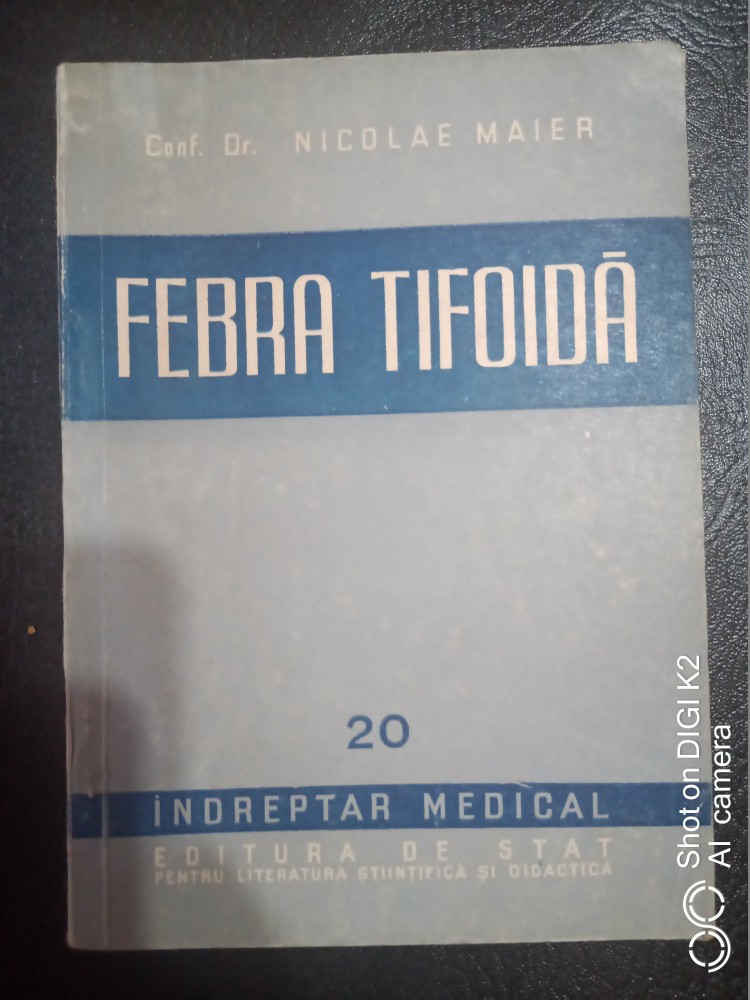 Conf. Dr. NICOLAE MAIER
FEBRA TIFOIDĂ
20
ÎNDREPTAR MEDICAL
EDITURA DE STAT
PENTRU LITERATURĂ ȘTIINȚIFICĂ ȘI DIDACTICĂ
Shot on DIGI K2
AI camera